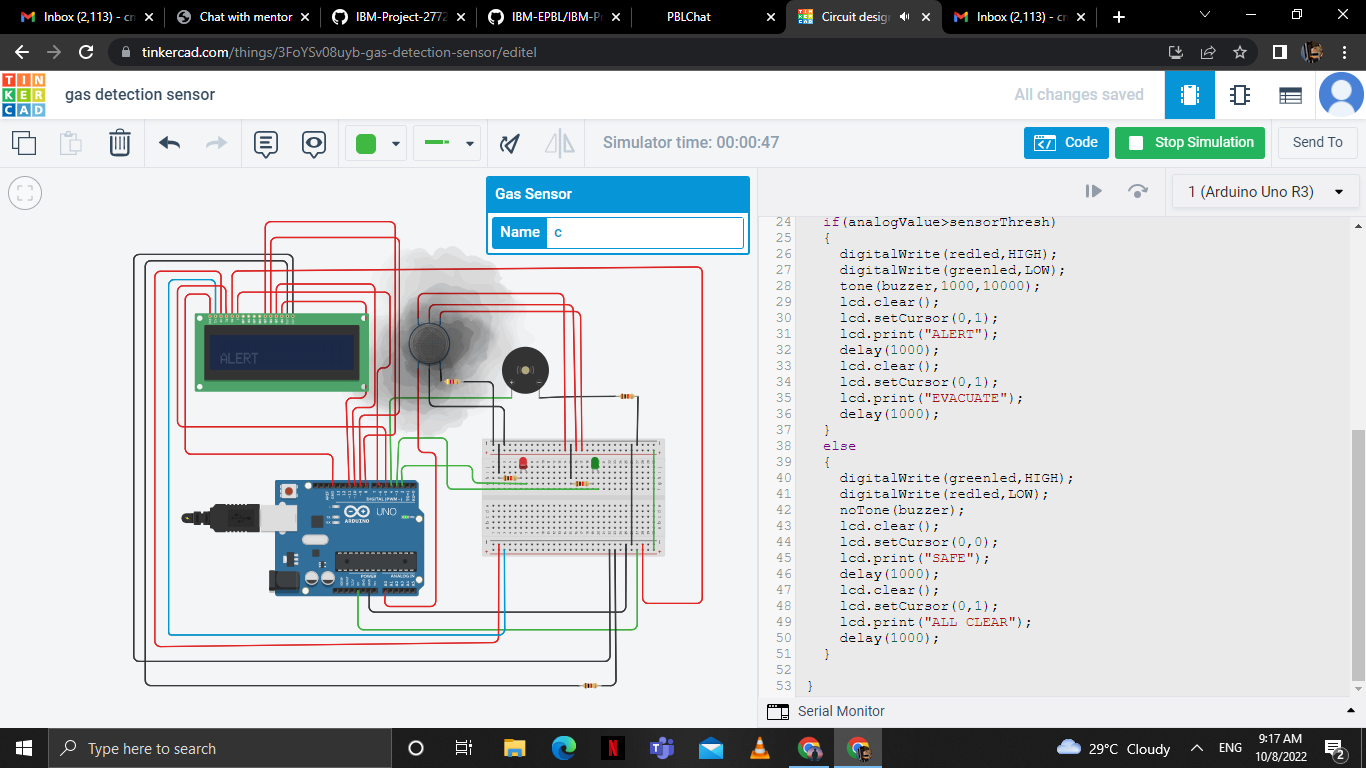 Inbox (2,113) - cn
Chat with mentor
IBM-Project-2772
IBM-EPBL/IBM-Pr
PBLChat
Circuit design
Inbox (2,113) - cn
tinkercad.com/things/3FoYSv08uyb-gas-detection-sensor/editel
TIN
KER
CAD
gas detection sensor
All changes saved
Simulator time: 00:00:47
Code
Stop Simulation
Send To
Gas Sensor
Name c
1 (Arduino Uno R3)
24 if(analogValue>sensorThresh)
25 {
26 digitalWrite(redled,HIGH);
27 digitalWrite(greenled,LOW);
28 tone(buzzer,1000,10000);
29 lcd.clear();
30 lcd.setCursor(0,1);
31 lcd.print("ALERT");
32 delay(1000);
33 lcd.clear();
34 lcd.setCursor(0,1);
35 lcd.print("EVACUATE");
36 delay(1000);
37 }
38 else
39 {
40 digitalWrite(greenled,HIGH);
41 digitalWrite(redled,LOW);
42 noTone(buzzer);
43 lcd.clear();
44 lcd.setCursor(0,0);
45 lcd.print("SAFE");
46 delay(1000);
47 lcd.clear();
48 lcd.setCursor(0,1);
49 lcd.print("ALL CLEAR");
50 delay(1000);
51 }
52
53 }
ALERT
DIGITAL (PWM~)
UNO
ARDUINO
POWER
ANALOG IN
Serial Monitor
Type here to search
29°C Cloudy
ENG
9:17 AM
10/8/2022
2